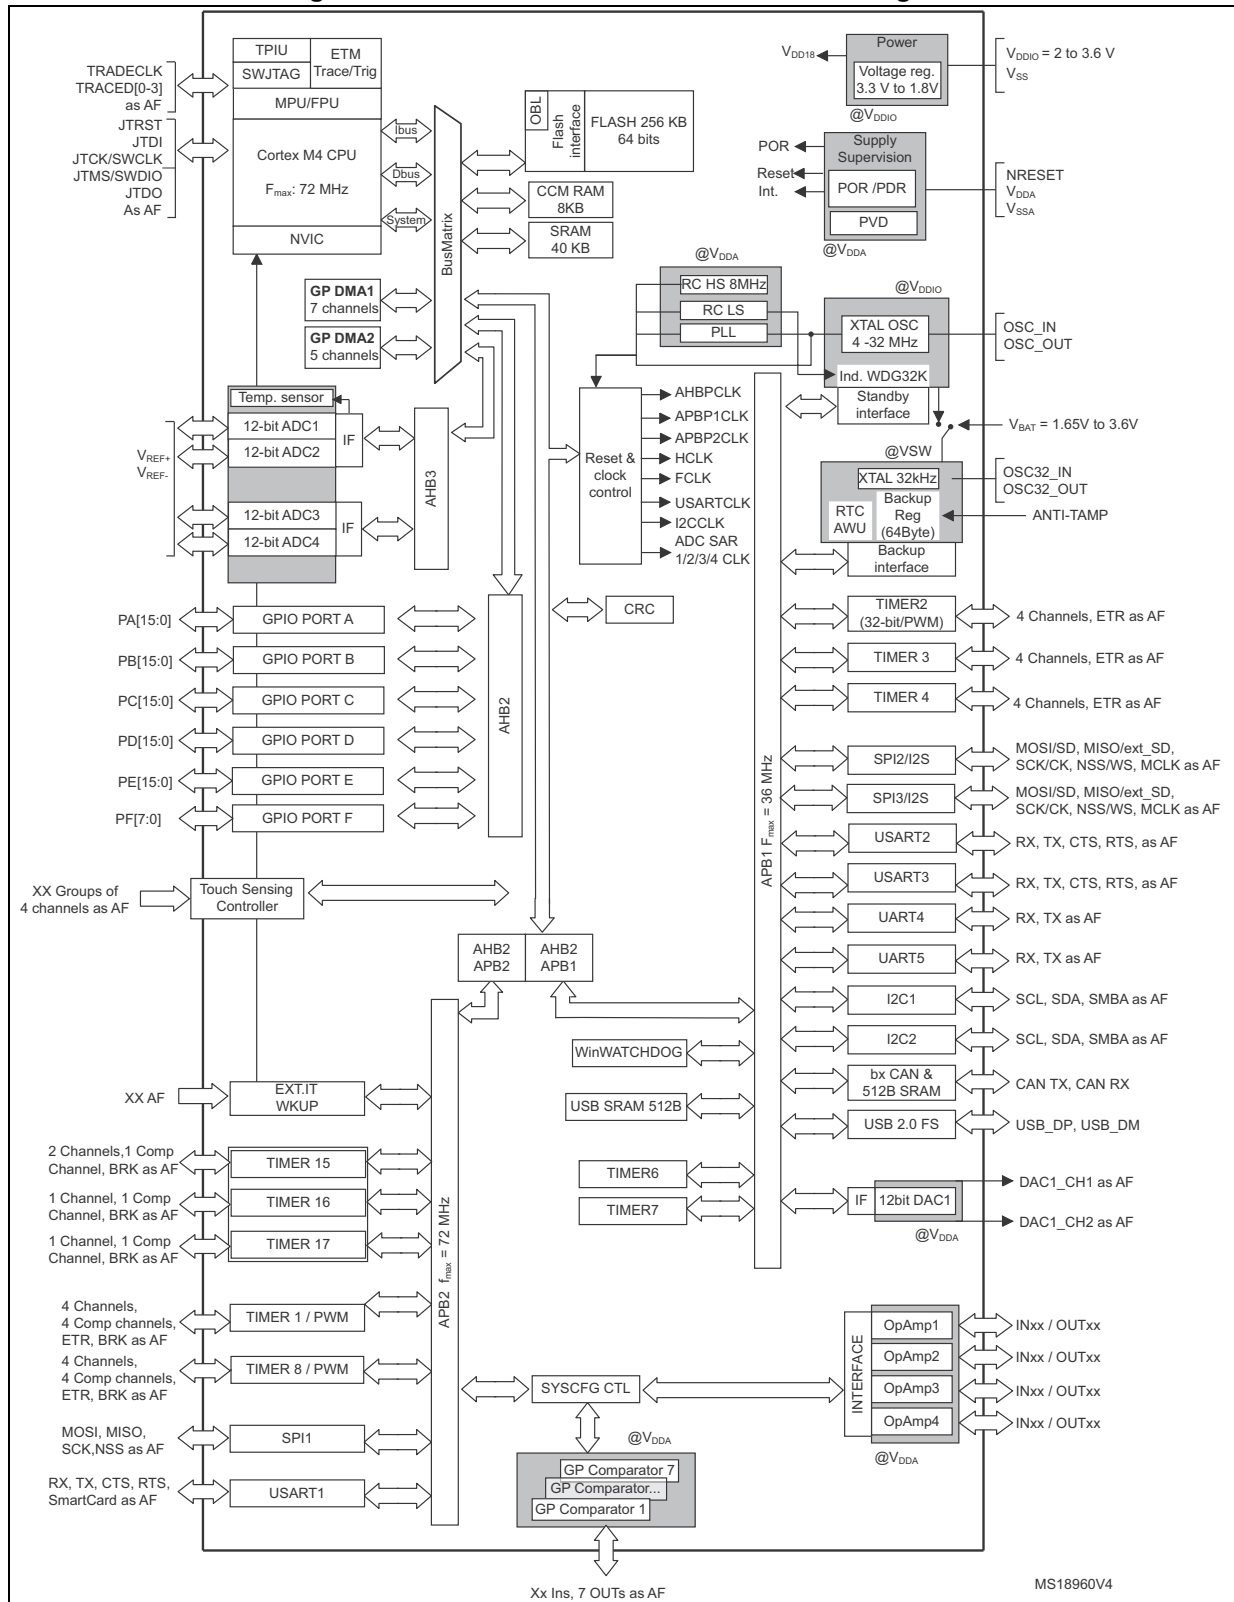 TPIU
ETM
Trace/Trig
SWJTAG
MPU/FPU
Cortex M4 CPU
Fmax: 72 MHz
NVIC
TRADECLK
TRACED[0-3]
as AF
JTRST
JTDI
JTCK/SWCLK
JTMS/SWDIO
JTDO
As AF
Ibus
Dbus
System
BusMatrix
OBL
Flash
interface
FLASH 256 KB
64 bits
CCM RAM
8KB
SRAM
40 KB
GP DMA1
7 channels
GP DMA2
5 channels
VDD18
Power
Voltage reg.
3.3 V to 1.8V
@VDDIO
VDDIO = 2 to 3.6 V
VSS
POR
Reset
Int.
Supply
Supervision
POR /PDR
PVD
@VDDA
NRESET
VDDA
VSSA
@VDDA
RC HS 8MHz
RC LS
PLL
@VDDIO
XTAL OSC
4 -32 MHz
Ind. WDG32K
Standby
interface
OSC_IN
OSC_OUT
VBAT = 1.65V to 3.6V
@VSW
XTAL 32kHz
RTC
AWU
Backup
Reg
(64Byte)
Backup
interface
OSC32_IN
OSC32_OUT
ANTI-TAMP
Reset &
clock
control
AHBPCLK
APBP1CLK
APBP2CLK
HCLK
FCLK
USARTCLK
I2CCLK
ADC SAR
1/2/3/4 CLK
Temp. sensor
VREF+
VREF-
12-bit ADC1
12-bit ADC2
IF
12-bit ADC3
12-bit ADC4
IF
AHB3
CRC
PA[15:0]
GPIO PORT A
PB[15:0]
GPIO PORT B
PC[15:0]
GPIO PORT C
PD[15:0]
GPIO PORT D
PE[15:0]
GPIO PORT E
PF[7:0]
GPIO PORT F
AHB2
XX Groups of
4 channels as AF
Touch Sensing
Controller
AHB2
APB2
AHB2
APB1
APB1 Fmax = 36 MHz
TIMER2
(32-bit/PWM)
4 Channels, ETR as AF
TIMER 3
4 Channels, ETR as AF
TIMER 4
4 Channels, ETR as AF
SPI2/I2S
MOSI/SD, MISO/ext_SD,
SCK/CK, NSS/WS, MCLK as AF
SPI3/I2S
MOSI/SD, MISO/ext_SD,
SCK/CK, NSS/WS, MCLK as AF
USART2
RX, TX, CTS, RTS, as AF
USART3
RX, TX, CTS, RTS, as AF
UART4
RX, TX as AF
UART5
RX, TX as AF
I2C1
SCL, SDA, SMBA as AF
I2C2
SCL, SDA, SMBA as AF
bx CAN &
512B SRAM
CAN TX, CAN RX
USB 2.0 FS
USB_DP, USB_DM
WinWATCHDOG
USB SRAM 512B
TIMER6
TIMER7
IF
12bit DAC1
DAC1_CH1 as AF
DAC1_CH2 as AF
@VDDA
XX AF
EXT.IT
WKUP
2 Channels,1 Comp
Channel, BRK as AF
TIMER 15
1 Channel, 1 Comp
Channel, BRK as AF
TIMER 16
1 Channel, 1 Comp
Channel, BRK as AF
TIMER 17
4 Channels,
4 Comp channels,
ETR, BRK as AF
TIMER 1 / PWM
4 Channels,
4 Comp channels,
ETR, BRK as AF
TIMER 8 / PWM
MOSI, MISO,
SCK,NSS as AF
SPI1
RX, TX, CTS, RTS,
SmartCard as AF
USART1
APB2 fmax = 72 MHz
SYSCFG CTL
@VDDA
GP Comparator 7
GP Comparator...
GP Comparator 1
Xx Ins, 7 OUTs as AF
INTERFACE
OpAmp1
INxx / OUTxx
OpAmp2
INxx / OUTxx
OpAmp3
INxx / OUTxx
OpAmp4
INxx / OUTxx
@VDDA
MS18960V4